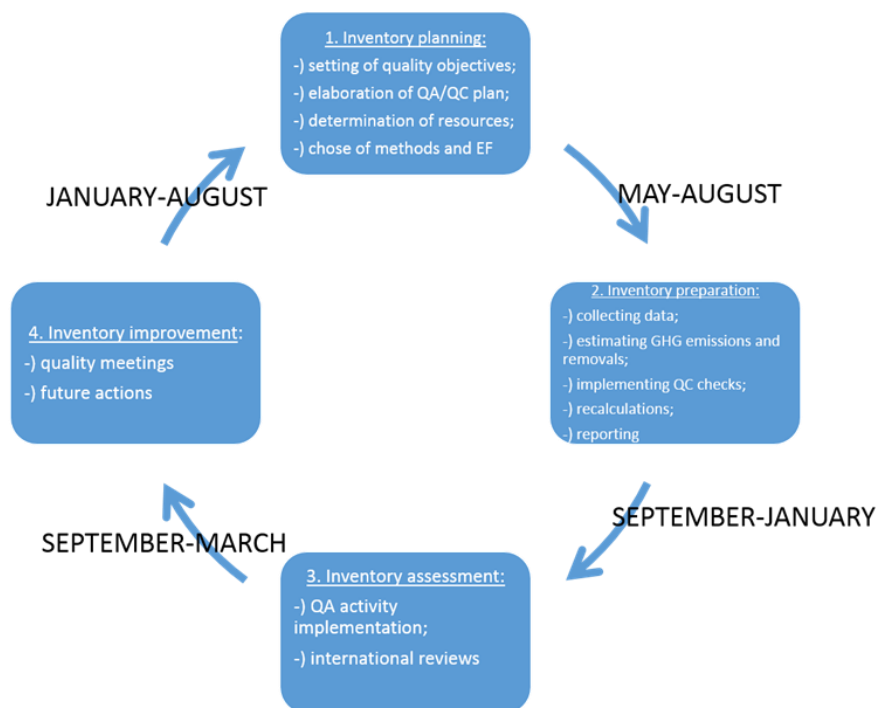 1. Inventory planning:
-) setting of quality objectives;
-) elaboration of QA/QC plan;
-) determination of resources;
-) chose of methods and EF
JANUARY-AUGUST
MAY-AUGUST
2. Inventory preparation:
-) collecting data;
-) estimating GHG emissions and
removals;
-) implementing QC checks;
-) recalculations;
-) reporting
4. Inventory improvement:
-) quality meetings
-) future actions
SEPTEMBER-JANUARY
SEPTEMBER-MARCH
3. Inventory assessment:
-) QA activity
implementation;
-) international reviews